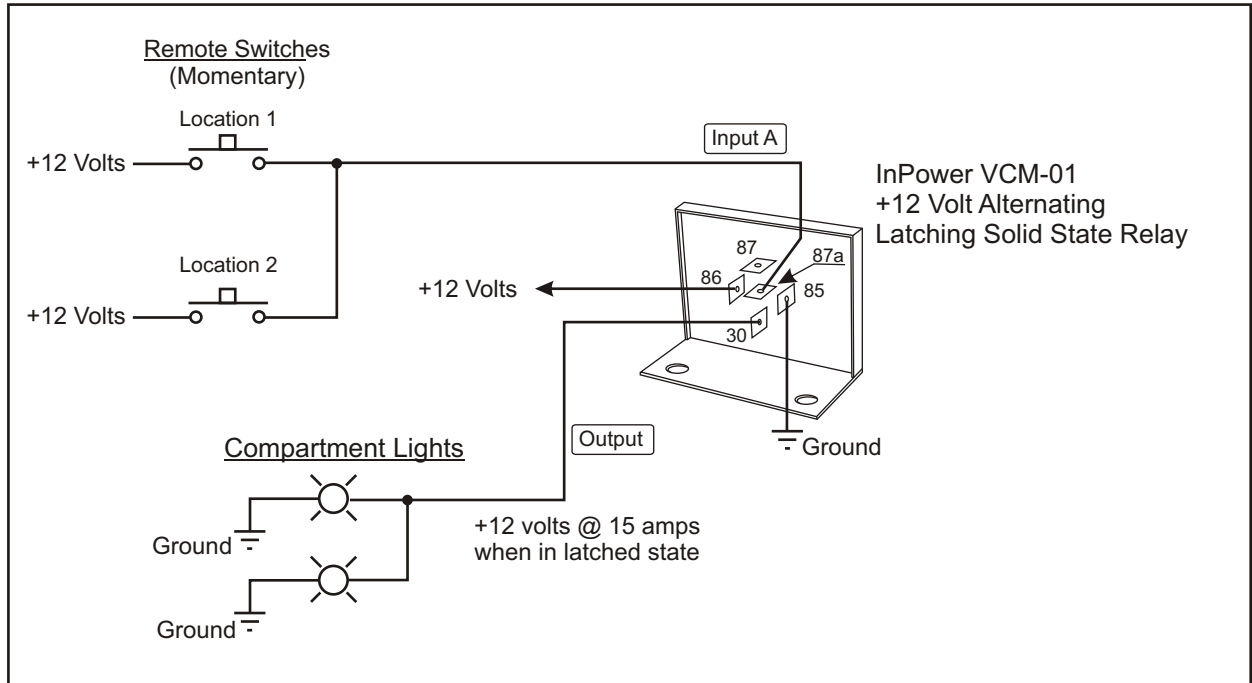 Remote Switches
(Momentary)
Location 1
+12 Volts
Input A
InPower VCM-01
+12 Volt Alternating
Latching Solid State Relay
87
87a
86
85
30
Location 2
+12 Volts
+12 Volts
Output
Ground
Compartment Lights
+12 volts @ 15 amps
when in latched state
Ground
Ground